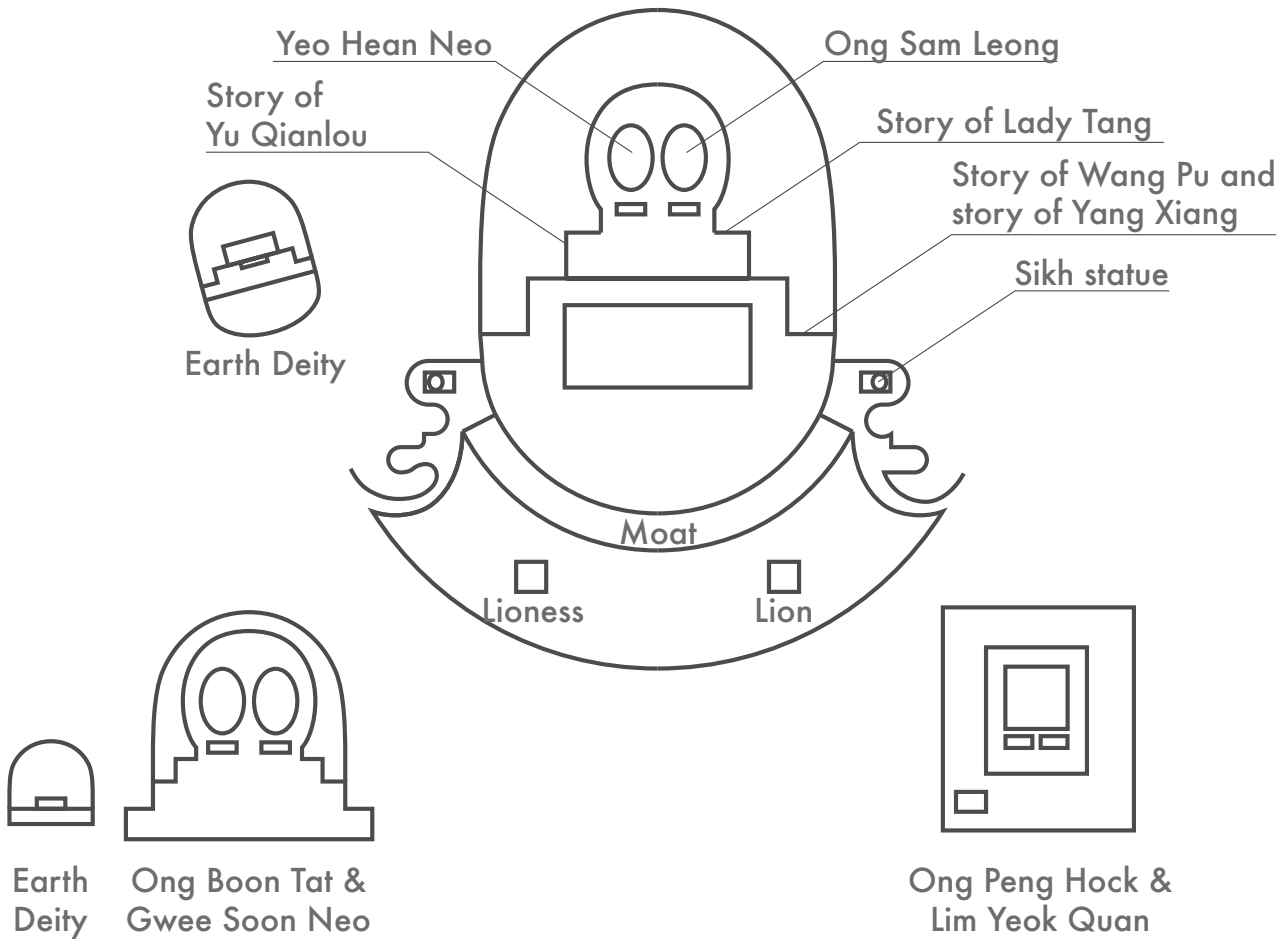 Yeo Hean Neo
Ong Sam Leong
Story of
Yu Qianlou
Story of Lady Tang
Story of Wang Pu and
story of Yang Xiang
Sikh statue
Earth Deity
Moat
Lioness
Lion
Earth
Deity
Ong Boon Tat &
Gwee Soon Neo
Ong Peng Hock &
Lim Yeok Quan